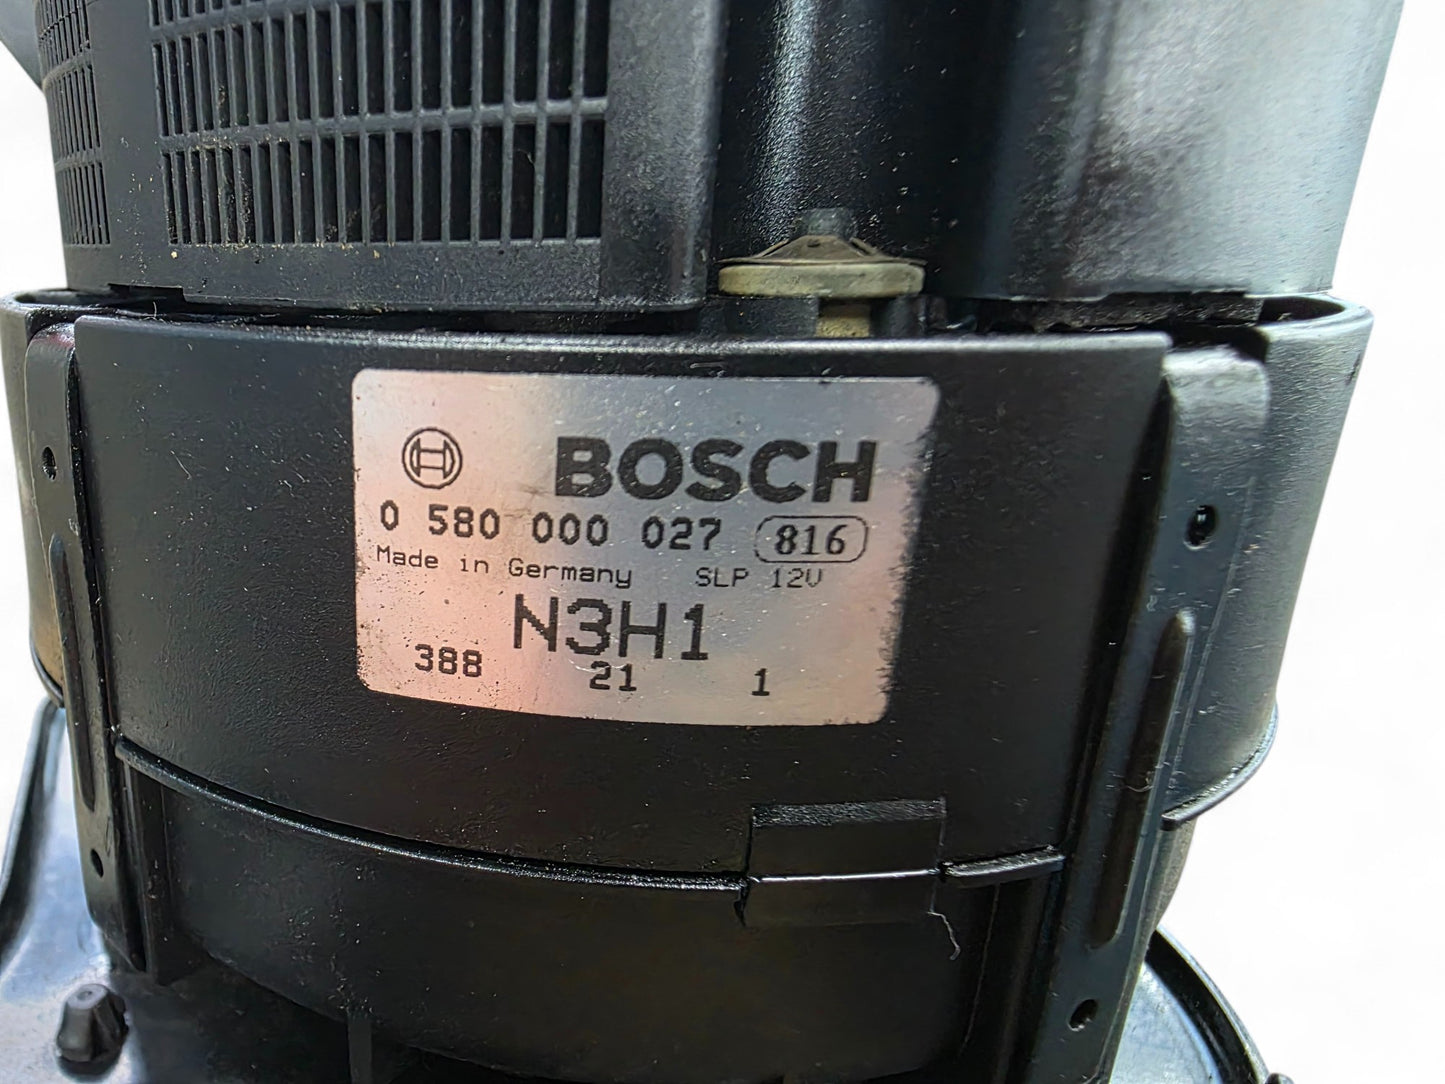 BOSCH
0 580 000 027 816
Made in Germany SLP 12V
N3H1
388 21 1